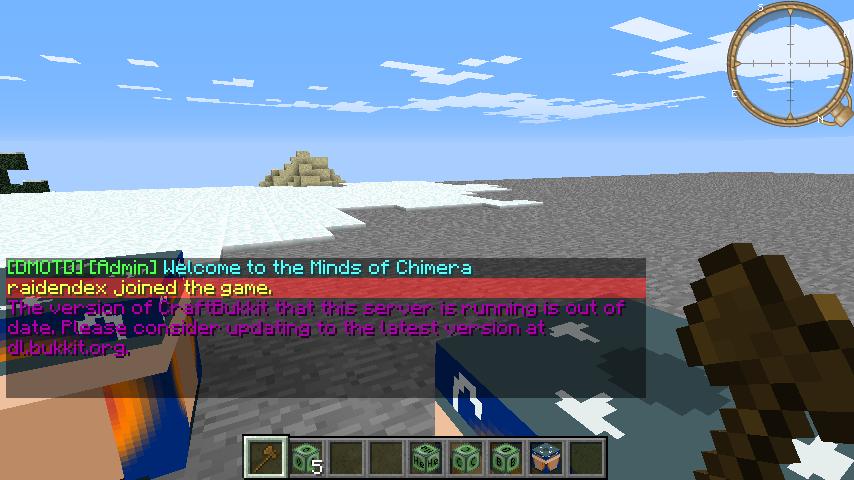 S
E
N
[BMOTD] [Admin] Welcome to the Minds of Chimera
raidendex joined the game.
The version of CraftBukkit that this server is running is out of
date. Please consider updating to the latest version at
dl.bukkit.org.
5